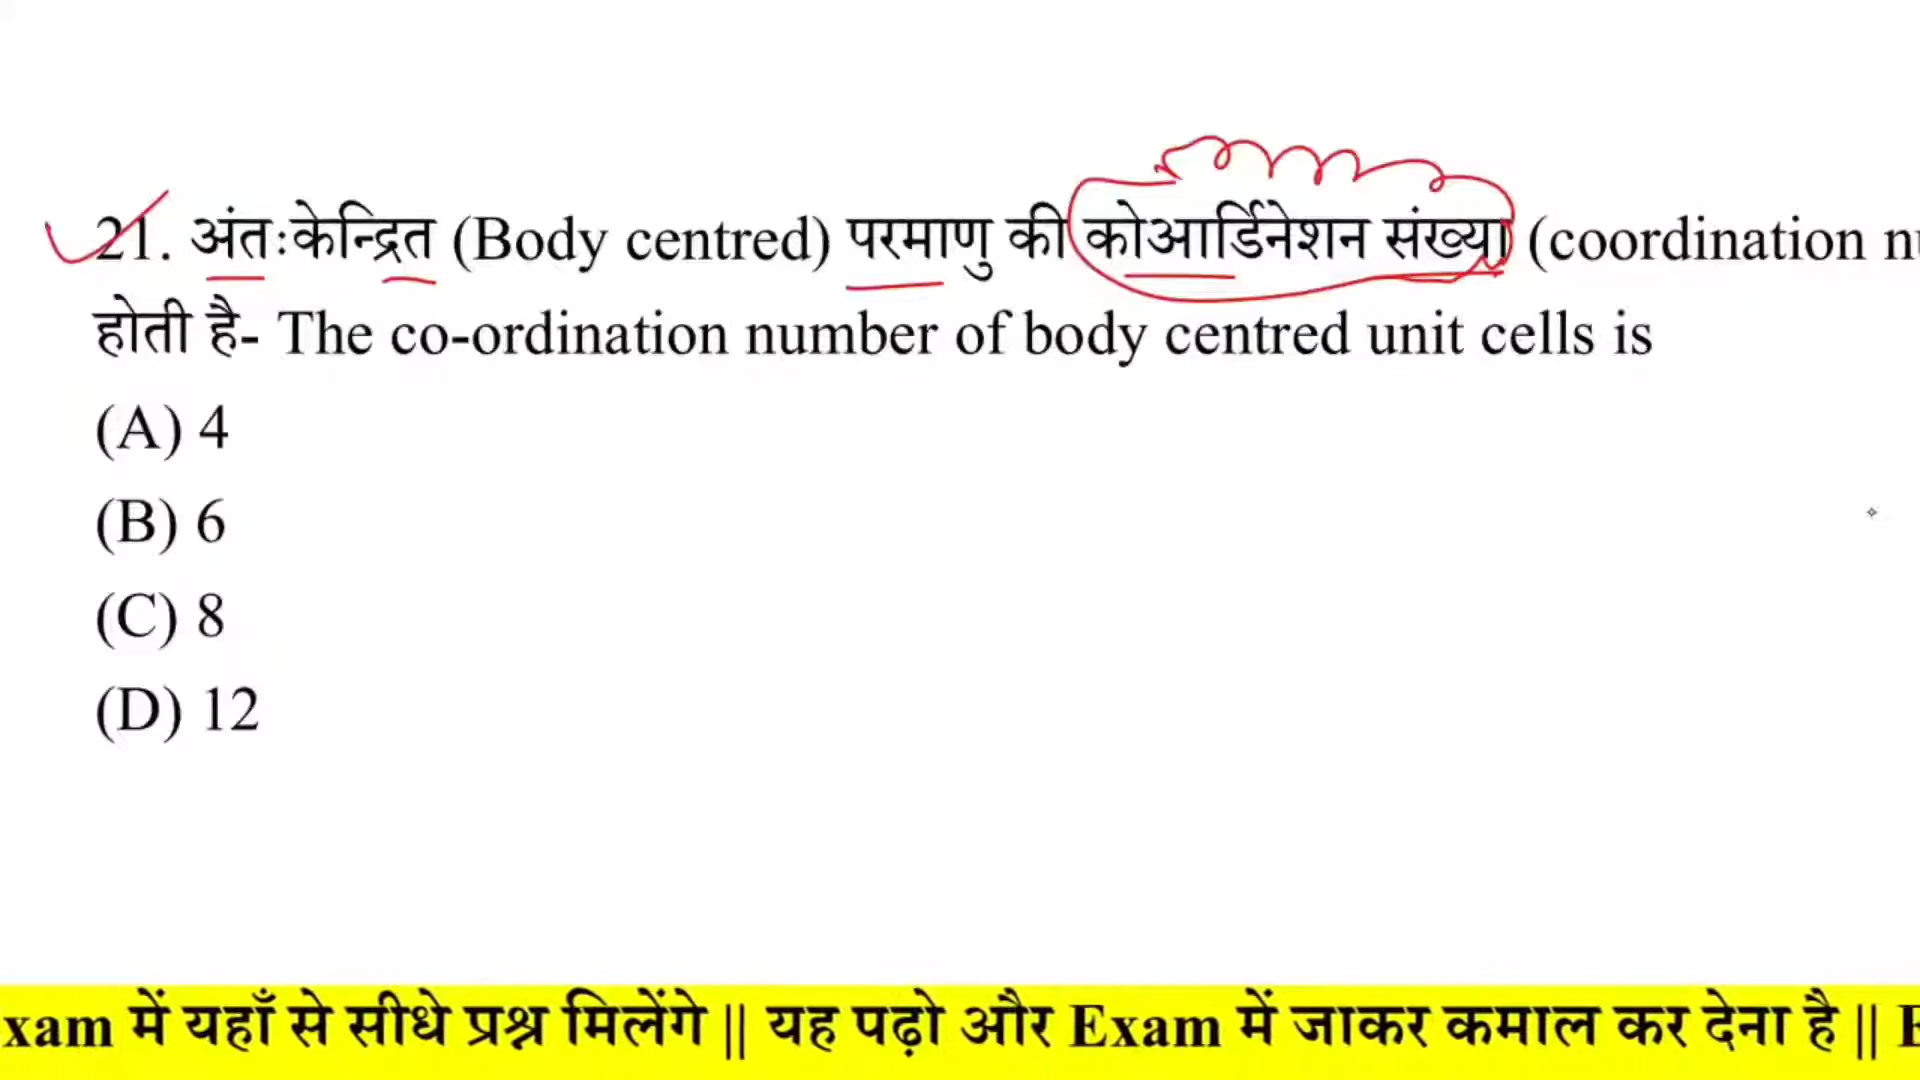 21. अंतःकेन्द्रित (Body centred) परमाणु की कोआर्डिनेशन संख्या (coordination
होती है- The co-ordination number of body centred unit cells is
(A) 4
(B) 6
(C) 8
(D) 12
xam में यहाँ से सीधे प्रश्न मिलेंगे || यह पढ़ो और Exam में जाकर कमाल कर देना है ||